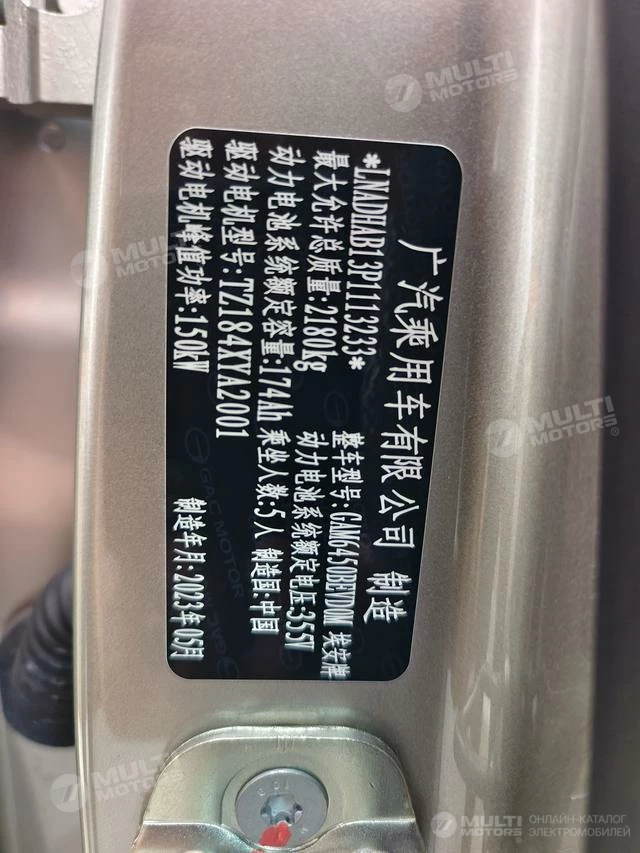 广汽乘用车有限公司 制造
*LNADHAB13P1113233* 整车型号:GAM6450BEVD0M 埃安牌
最大允许总质量:2180kg 动力电池系统额定电压:355V
动力电池系统额定容量:174Ah 乘坐人数:5人 制造国:中国
驱动电机型号:TZ184XYA2001
驱动电机峰值功率:150kW 制造年月:2023年05月
GAC MOTOR
MULTI MOTORS
MULTI MOTORS
MULTI MOTORS
MULTI MOTORS
MULTI MOTORS ОНЛАЙН-КАТАЛОГ ЭЛЕКТРОМОБИЛЕЙ